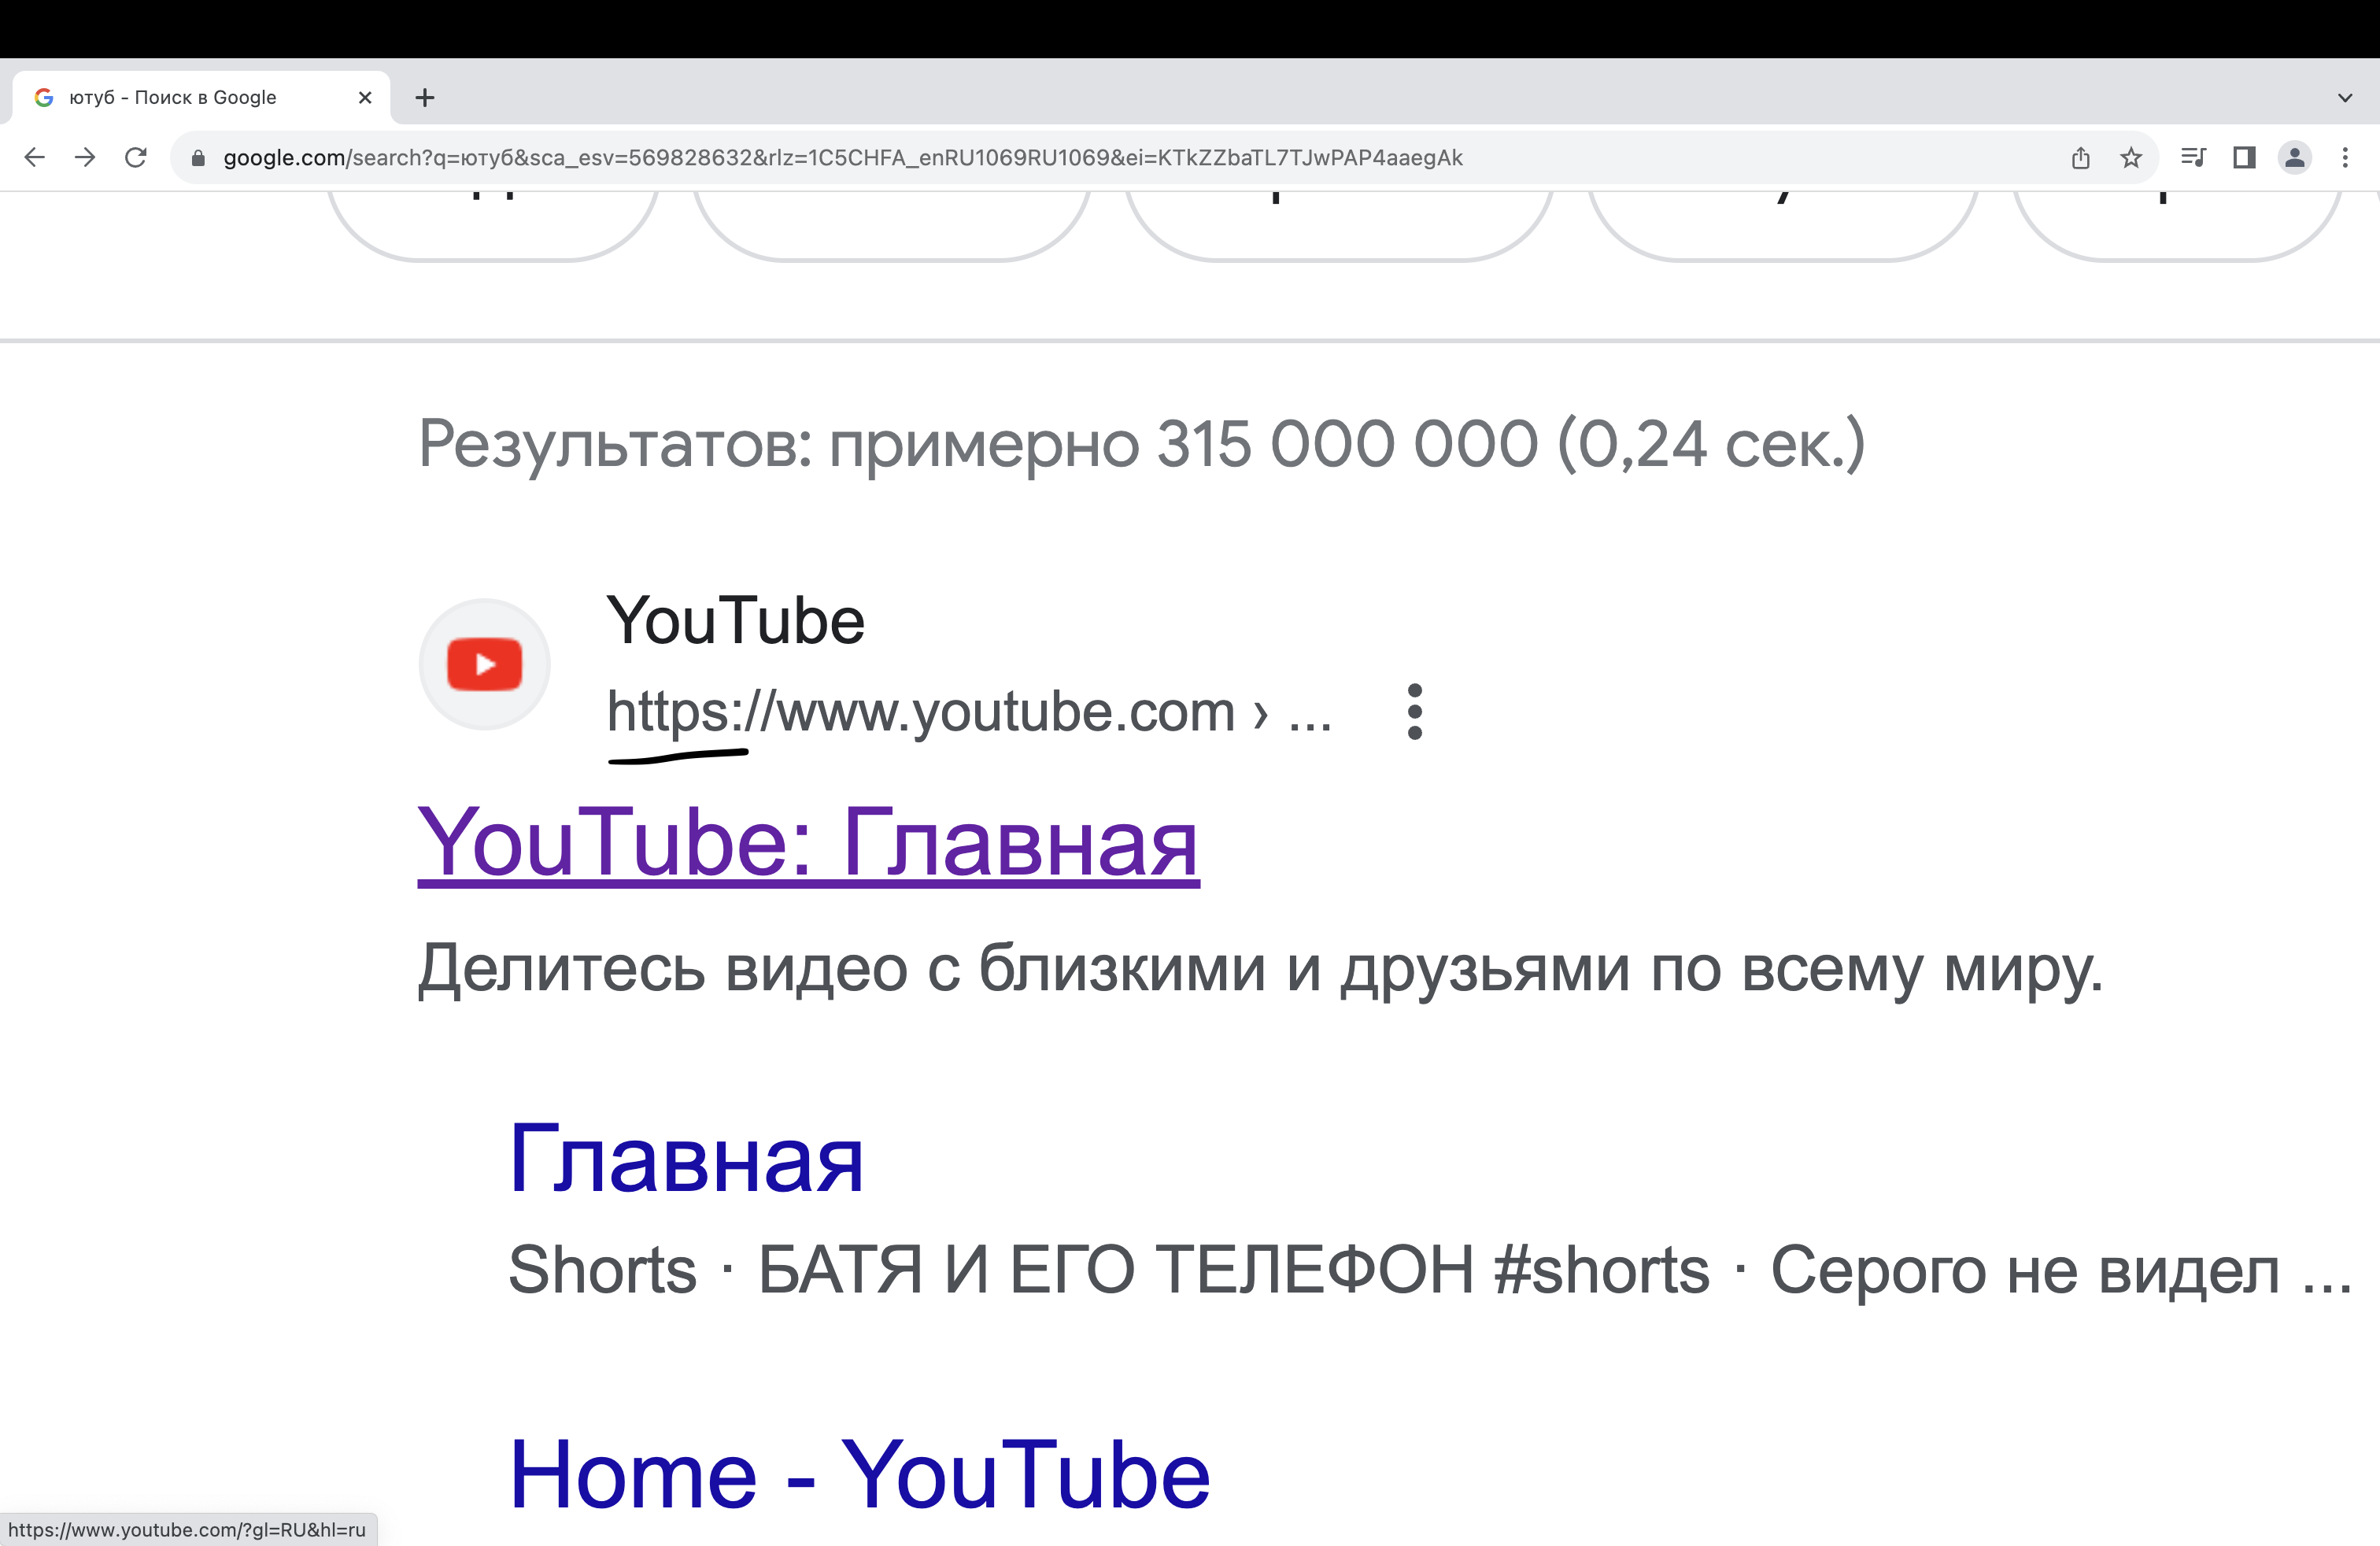 ютуб - Поиск в Google
google.com/search?q=ютуб&sca_esv=569828632&rlz=1C5CHFA_enRU1069RU1069&ei=KTkZZbaTL7TJwPAP4aaegAk
Результатов: примерно 315 000 000 (0,24 сек.)
YouTube
https://www.youtube.com › ...
YouTube: Главная
Делитесь видео с близкими и друзьями по всему миру.
Главная
Shorts · БАТЯ И ЕГО ТЕЛЕФОН #shorts · Серого не видел ...
Home - YouTube
https://www.youtube.com/?gl=RU&hl=ru